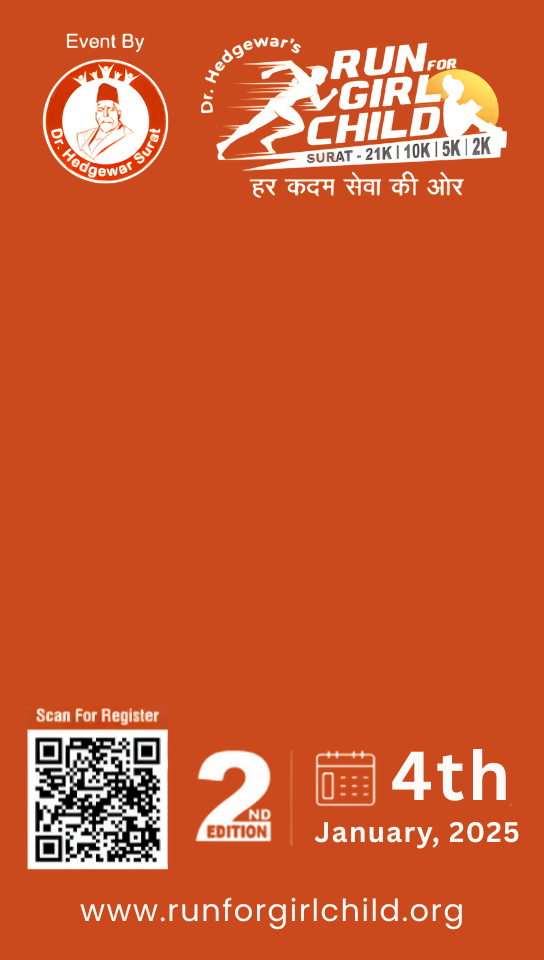 Event By
Dr. Hedgewar Surat
Dr. Hedgewar's
RUN FOR
GIRL
CHILD
SURAT - 21K | 10K | 5K | 2K
हर कदम सेवा की ओर
Scan For Register
2ND
EDITION
4th
January, 2025
www.runforgirlchild.org